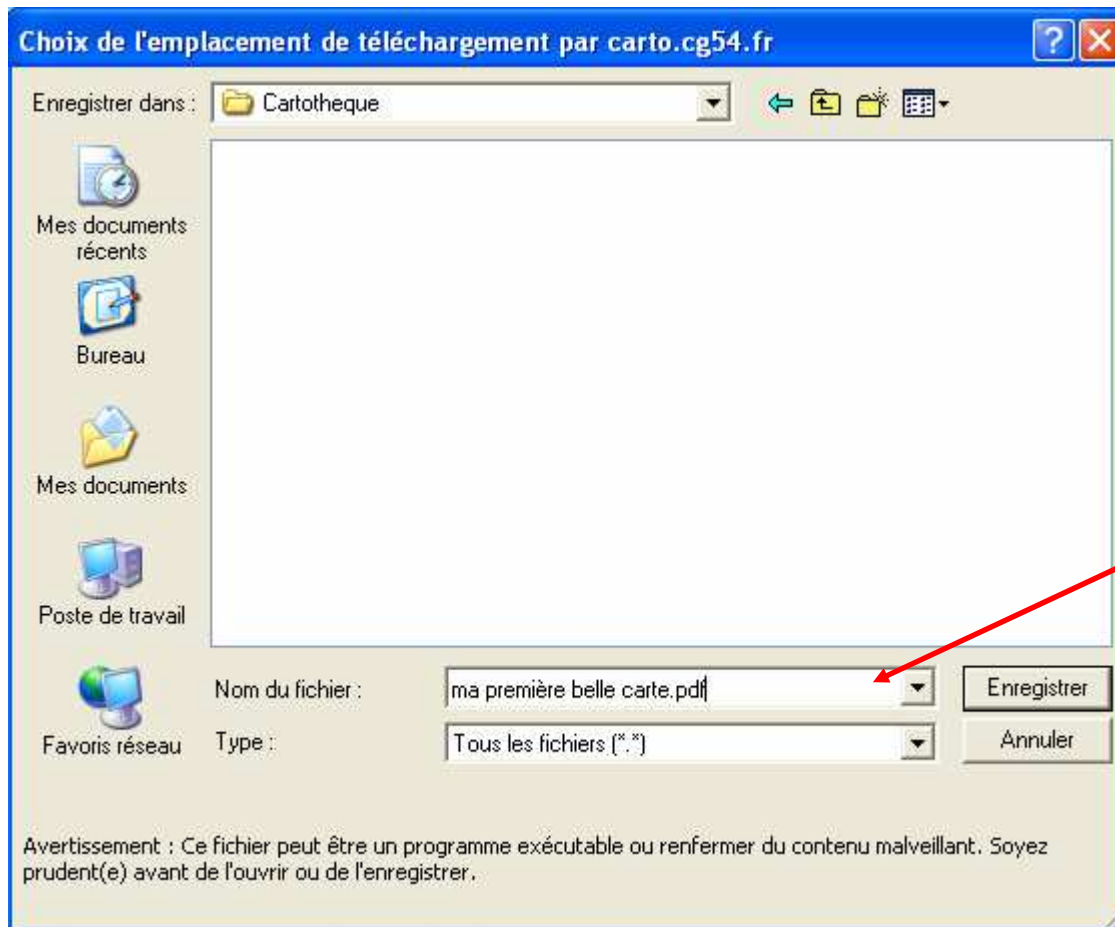 Choix de l'emplacement de téléchargement par carto.cg54.fr
Enregistrer dans :
Cartotheque
Mes documents
récents
Bureau
Mes documents
Poste de travail
Favoris réseau
Nom du fichier :
ma première belle carte.pdf
Enregistrer
Type :
Tous les fichiers (*.*)
Annuler
Avertissement : Ce fichier peut être un programme exécutable ou renfermer du contenu malveillant. Soyez
prudent(e) avant de l'ouvrir ou de l'enregistrer.